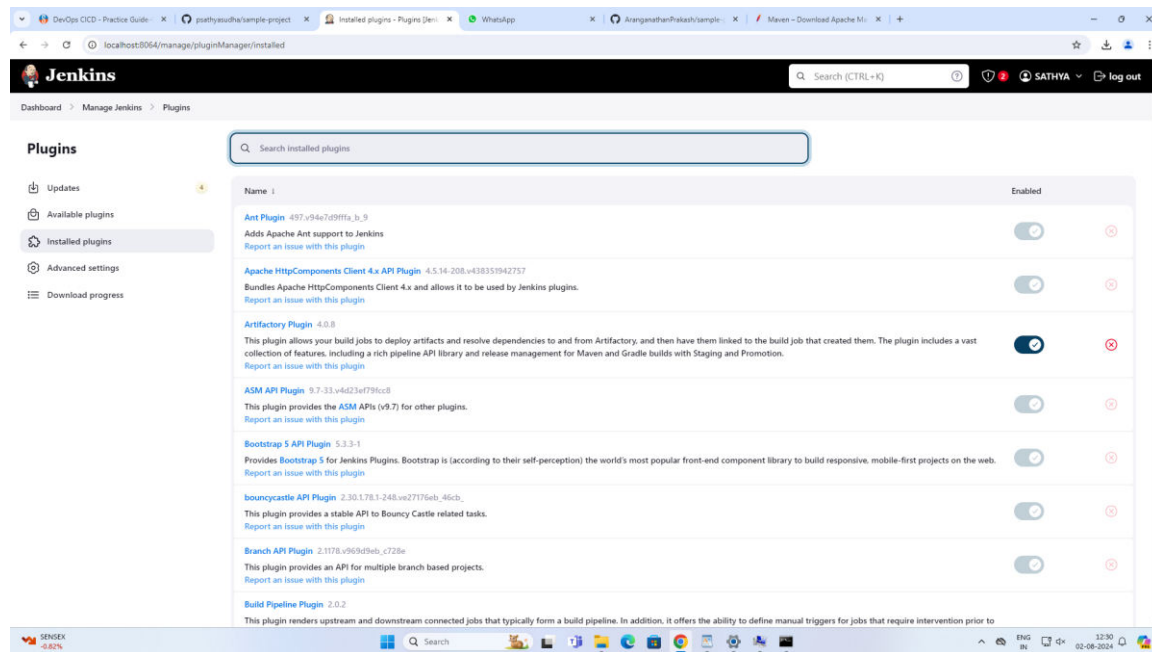 DevOps CICD - Practice Guide-
psathyasudha/sample-project
Installed plugins - Plugins [Jen
WhatsApp
AranganathanPrakash/sample-
Maven – Download Apache Ma
localhost:8064/manage/pluginManager/installed
Jenkins
Search (CTRL+K)
2
SATHYA
log out
Dashboard > Manage Jenkins > Plugins
Plugins
Search installed plugins
Updates 4
Available plugins
Installed plugins
Advanced settings
Download progress
Name ↓ Enabled
Ant Plugin 497.v94e7d9fffa_b_9
Adds Apache Ant support to Jenkins
Report an issue with this plugin
Apache HttpComponents Client 4.x API Plugin 4.5.14-208.v438351942757
Bundles Apache HttpComponents Client 4.x and allows it to be used by Jenkins plugins.
Report an issue with this plugin
Artifactory Plugin 4.0.8
This plugin allows your build jobs to deploy artifacts and resolve dependencies to and from Artifactory, and then have them linked to the build job that created them. The plugin includes a vast
collection of features, including a rich pipeline API library and release management for Maven and Gradle builds with Staging and Promotion.
Report an issue with this plugin
ASM API Plugin 9.7-33.v4d23ef79fcc8
This plugin provides the ASM APIs (v9.7) for other plugins.
Report an issue with this plugin
Bootstrap 5 API Plugin 5.3.3-1
Provides Bootstrap 5 for Jenkins Plugins. Bootstrap is (according to their self-perception) the world's most popular front-end component library to build responsive, mobile-first projects on the web.
Report an issue with this plugin
bouncycastle API Plugin 2.30.1.78.1-248.ve27176eb_46cb_
This plugin provides a stable API to Bouncy Castle related tasks.
Report an issue with this plugin
Branch API Plugin 2.1178.v969d9eb_c728e
This plugin provides an API for multiple branch based projects.
Report an issue with this plugin
Build Pipeline Plugin 2.0.2
This plugin renders upstream and downstream connected jobs that typically form a build pipeline. In addition, it offers the ability to define manual triggers for jobs that require intervention prior to
SENSEX
-0.82%
Search
ENG
IN
12:30
02-08-2024